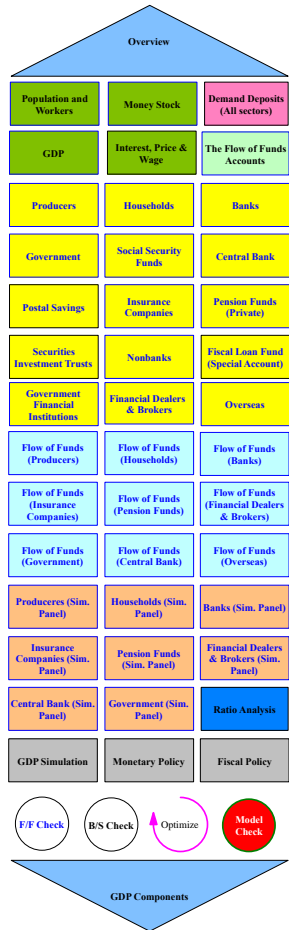 Overview
Population and
Workers
Money Stock
Demand Deposits
(All sectors)
GDP
Interest, Price &
Wage
The Flow of Funds
Accounts
Producers
Households
Banks
Government
Social Security
Funds
Central Bank
Postal Savings
Insurance
Companies
Pension Funds
(Private)
Securities
Investment Trusts
Nonbanks
Fiscal Loan Fund
(Special Account)
Government
Financial
Institutions
Financial Dealers
& Brokers
Overseas
Flow of Funds
(Producers)
Flow of Funds
(Households)
Flow of Funds
(Banks)
Flow of Funds
(Insurance
Companies)
Flow of Funds
(Pension Funds)
Flow of Funds
(Financial Dealers
& Brokers)
Flow of Funds
(Government)
Flow of Funds
(Central Bank)
Flow of Funds
(Overseas)
Produceres (Sim.
Panel)
Households (Sim.
Panel)
Banks (Sim. Panel)
Insurance
Companies (Sim.
Panel)
Pension Funds
(Sim. Panel)
Financial Dealers
& Brokers (Sim.
Panel)
Central Bank (Sim.
Panel)
Government (Sim.
Panel)
Ratio Analysis
GDP Simulation
Monetary Policy
Fiscal Policy
F/F Check
B/S Check
Optimize
Model
Check
GDP Components